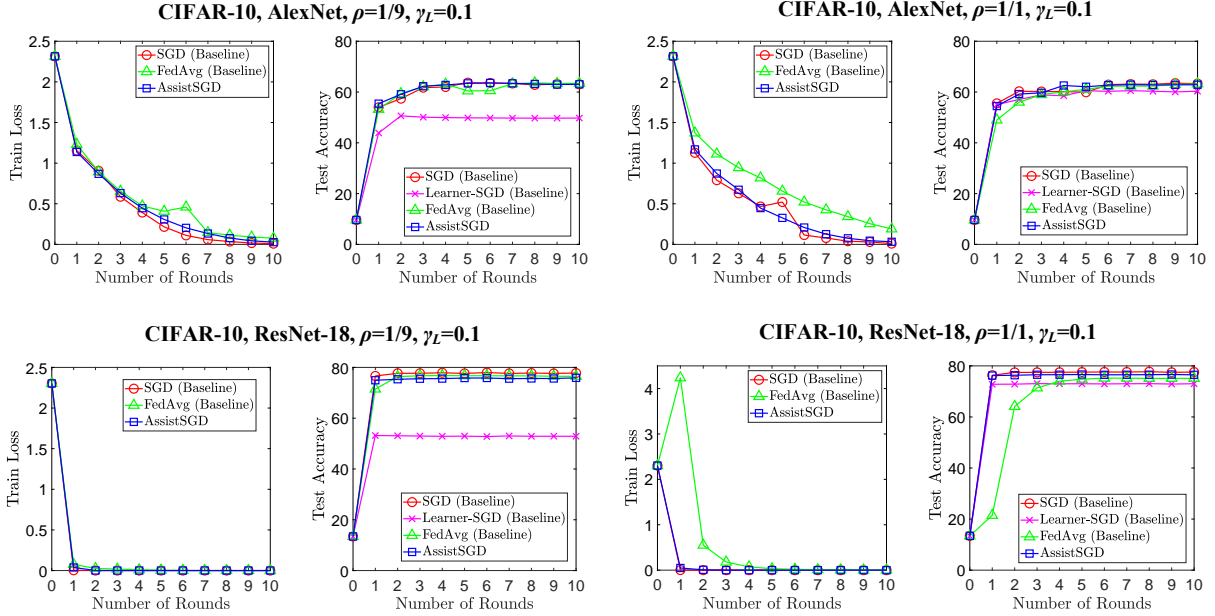 CIFAR-10, AlexNet, ρ=1/9, γL=0.1
2.5
2
1.5
1
0.5
0
Train Loss
0 1 2 3 4 5 6 7 8 9 10
Number of Rounds
SGD (Baseline)
FedAvg (Baseline)
AssistSGD
80
60
40
20
0
Test Accuracy
0 1 2 3 4 5 6 7 8 9 10
Number of Rounds
SGD (Baseline)
Learner-SGD (Baseline)
FedAvg (Baseline)
AssistSGD
CIFAR-10, AlexNet, ρ=1/1, γL=0.1
2.5
2
1.5
1
0.5
0
Train Loss
0 1 2 3 4 5 6 7 8 9 10
Number of Rounds
SGD (Baseline)
FedAvg (Baseline)
AssistSGD
80
60
40
20
0
Test Accuracy
0 1 2 3 4 5 6 7 8 9 10
Number of Rounds
SGD (Baseline)
Learner-SGD (Baseline)
FedAvg (Baseline)
AssistSGD
CIFAR-10, ResNet-18, ρ=1/9, γL=0.1
2.5
2
1.5
1
0.5
0
Train Loss
0 1 2 3 4 5 6 7 8 9 10
Number of Rounds
SGD (Baseline)
FedAvg (Baseline)
AssistSGD
80
60
40
20
0
Test Accuracy
0 1 2 3 4 5 6 7 8 9 10
Number of Rounds
SGD (Baseline)
Learner-SGD (Baseline)
FedAvg (Baseline)
AssistSGD
CIFAR-10, ResNet-18, ρ=1/1, γL=0.1
4
3
2
1
0
Train Loss
0 1 2 3 4 5 6 7 8 9 10
Number of Rounds
SGD (Baseline)
FedAvg (Baseline)
AssistSGD
80
60
40
20
0
Test Accuracy
0 1 2 3 4 5 6 7 8 9 10
Number of Rounds
SGD (Baseline)
Learner-SGD (Baseline)
FedAvg (Baseline)
AssistSGD